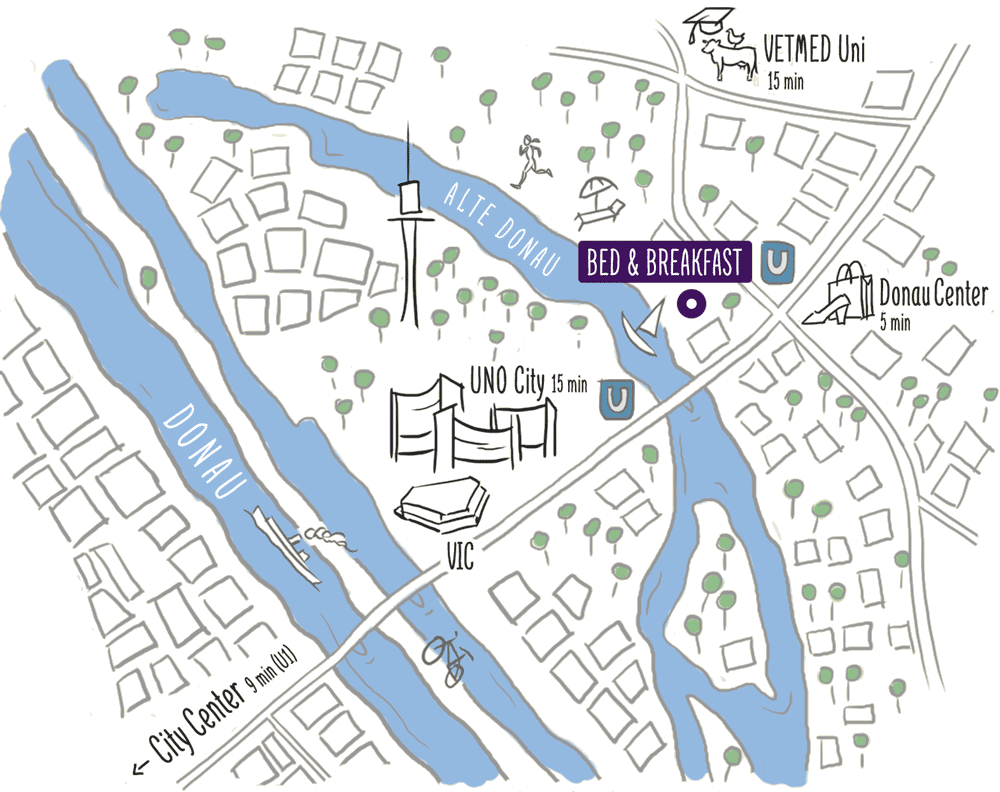 VETMED Uni
15 min
ALTE DONAU
BED & BREAKFAST
U
Donau Center
5 min
UNO City 15 min
U
DONAU
VIC
← City Center 9 min (U1)